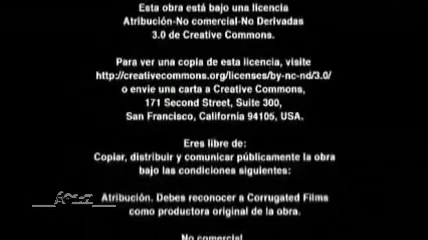 Esta obra está bajo una licencia
Atribución-No comercial-No Derivadas
3.0 de Creative Commons.
Para ver una copia de esta licencia, visite
http://creativecommons.org/licenses/by-nc-nd/3.0/
o envie una carta a Creative Commons,
171 Second Street, Suite 300,
San Francisco, California 94105, USA.
Eres libre de:
Copiar, distribuir y comunicar públicamente la obra
bajo las condiciones siguientes:
Atribución. Debes reconocer a Corrugated Films
como productora original de la obra.
No comercial.